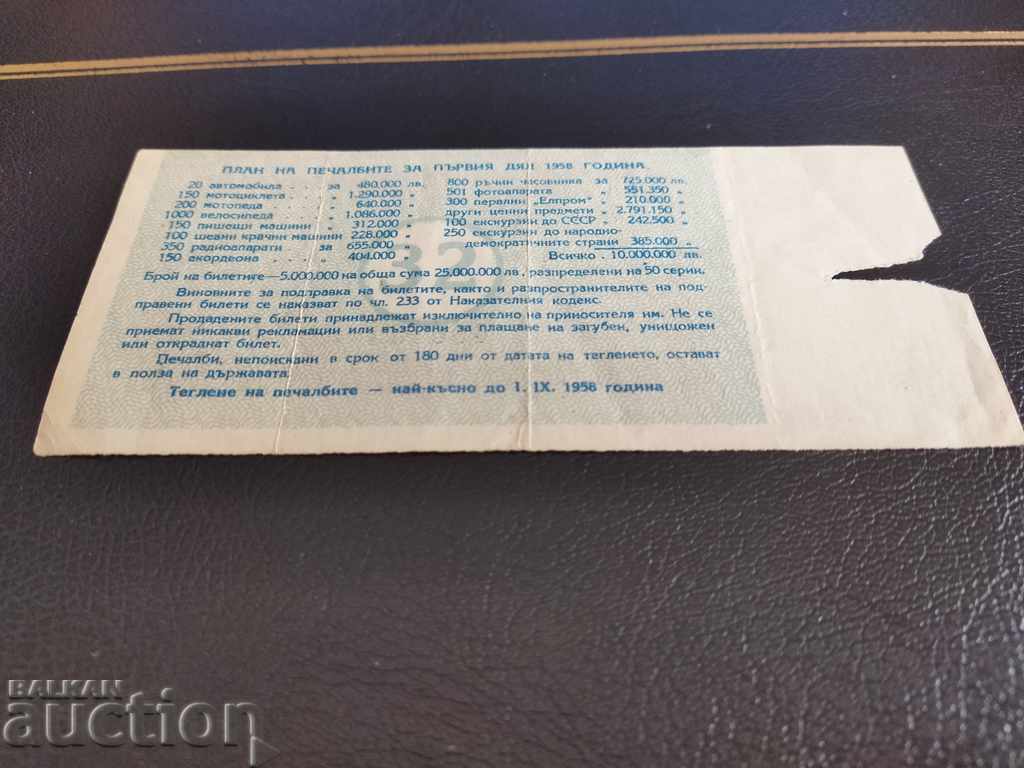 ПЛАН НА ПЕЧАЛБИТЕ ЗА ПЪРВИЯ ДЯЛ 1958 ГОДИНА
20 автомобила . . . за 480.000 лв.
150 мотоциклета . . „ 1.290.000 „
200 мотопеда . . . „ 640.000 „
1000 велосипеда . . „ 1.086.000 „
150 пишещи машини . „ 312.000 „
100 шевни крачни машини 228.000 „
350 радиоапарати . за 655.000 „
150 акордеона . . . „ 404.000 „
800 ръчни часовника за 725.000 лв.
501 фотоапарата „ 551.350 „
300 перални „Елпром“ „ 210.000 „
други ценни предмети „ 2.791.150 „
100 екскурзии до СССР „ 242.500 „
250 екскурзии до народно-
демократичните страни 385.000 „
Всичко . 10.000.000 лв.
32
Брой на билетите — 5.000.000 на обща сума 25.000.000 лв., разпределени на 50 серии.
Виновните за подправка на билетите, както и разпространителите на под-
правени билети се наказват по чл. 233 от Наказателния кодекс.
Продадените билети принадлежат изключително на приносителя им. Не се
приемат никакви рекламации или възбрани за плащане на загубен, унищожен
или откраднат билет.
Печалби, непоискани в срок от 180 дни от датата на тегленето, остават
в полза на държавата.
Теглене на печалбите — най-късно до 1. IX. 1958 година
BALKAN
auction